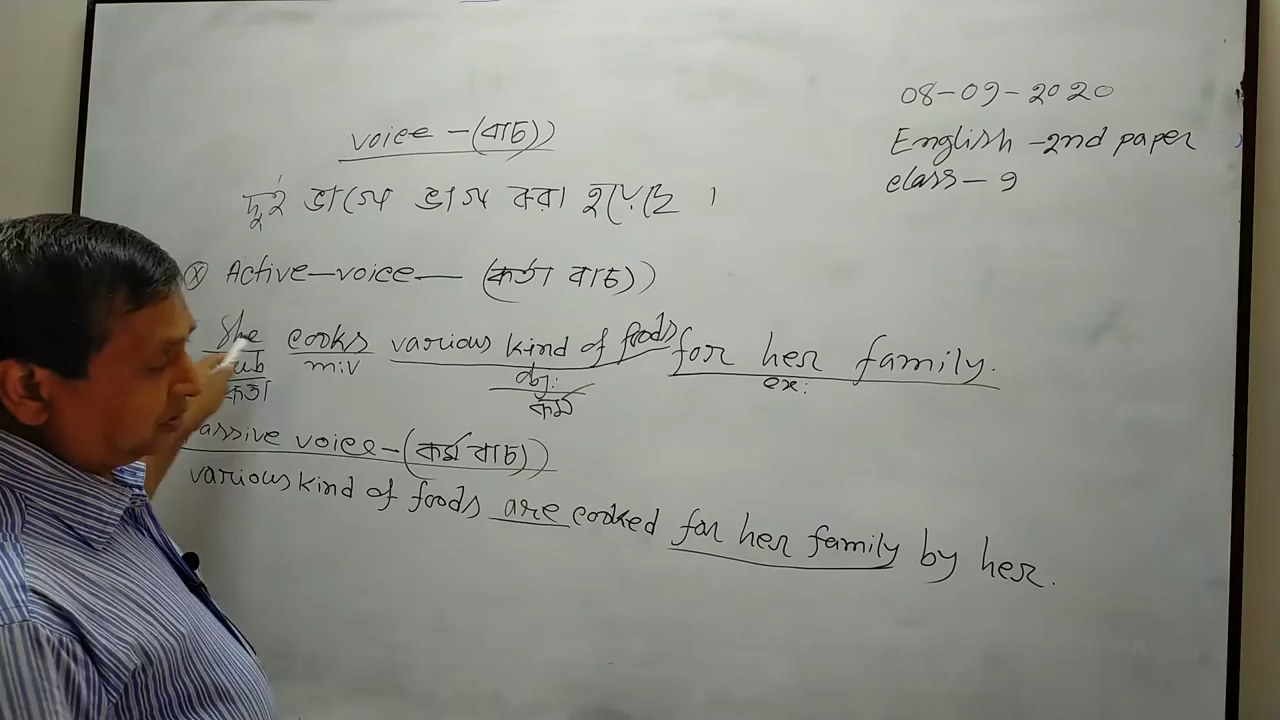 08-09-2020
English -2nd paper
class - 9
voice -(বাচ্য)
দুই ভাগে ভাগ করা হয়েছে ।
Active-voice- (কর্তা বাচ্য)
She cooks various kind of foods for her family.
sub m:v obj: ex:
কর্তা কর্ম
Passive voice-(কর্ম বাচ্য)
various kind of foods are cooked for her family by her.